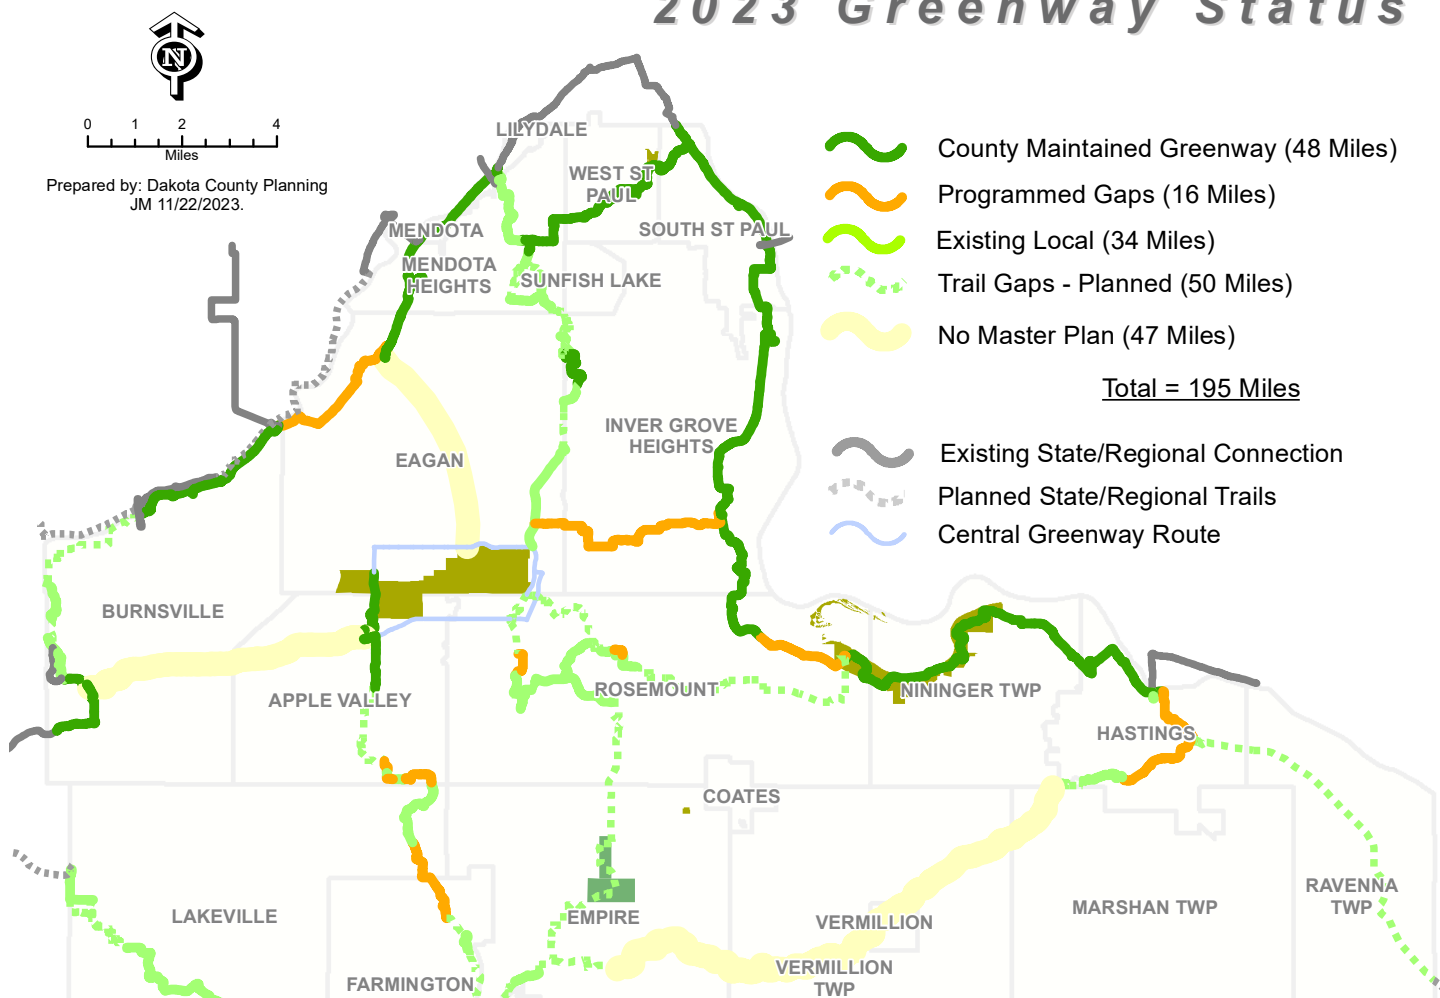 2023 Greenway Status
N
0 1 2 4
Miles
Prepared by: Dakota County Planning
JM 11/22/2023.
County Maintained Greenway (48 Miles)
Programmed Gaps (16 Miles)
Existing Local (34 Miles)
Trail Gaps - Planned (50 Miles)
No Master Plan (47 Miles)
Total = 195 Miles
Existing State/Regional Connection
Planned State/Regional Trails
Central Greenway Route
LILYDALE
WEST ST
PAUL
MENDOTA
SOUTH ST PAUL
MENDOTA
HEIGHTS
SUNFISH LAKE
INVER GROVE
HEIGHTS
EAGAN
BURNSVILLE
APPLE VALLEY
ROSEMOUNT
NININGER TWP
HASTINGS
COATES
LAKEVILLE
EMPIRE
VERMILLION
MARSHAN TWP
RAVENNA
TWP
FARMINGTON
VERMILLION
TWP